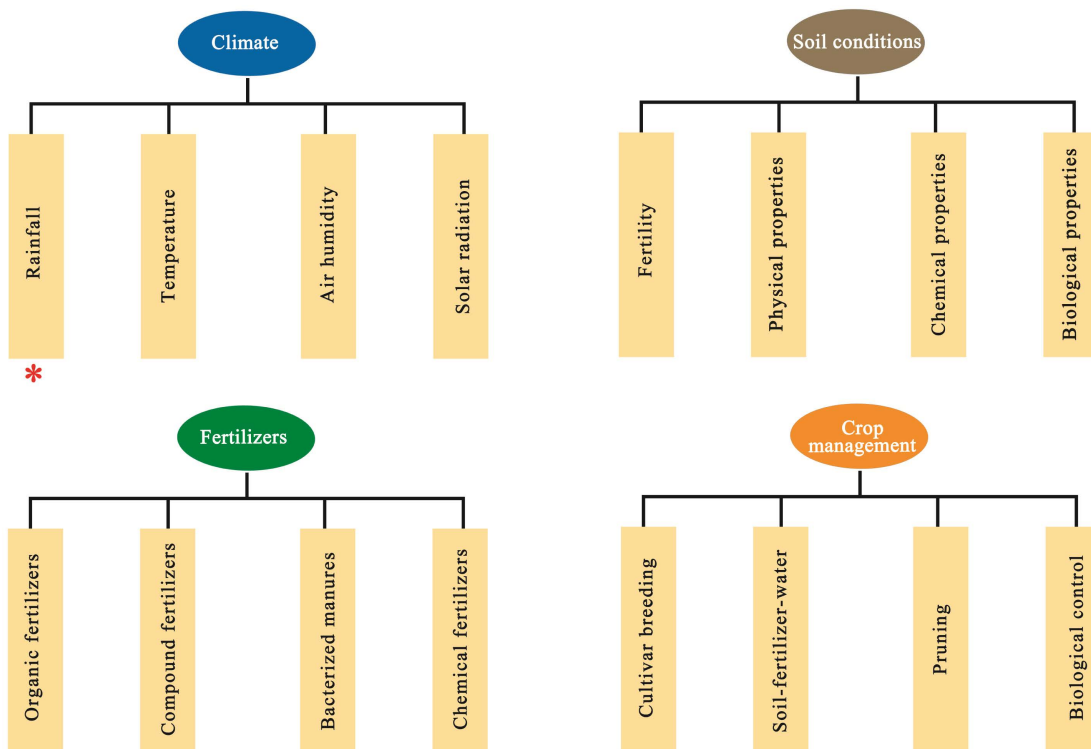 Climate
Rainfall
Temperature
Air humidity
Solar radiation
*
Soil conditions
Fertility
Physical properties
Chemical properties
Biological properties
Fertilizers
Organic fertilizers
Compound fertilizers
Bacterized manures
Chemical fertilizers
Crop
management
Cultivar breeding
Soil-fertilizer-water
Pruning
Biological control